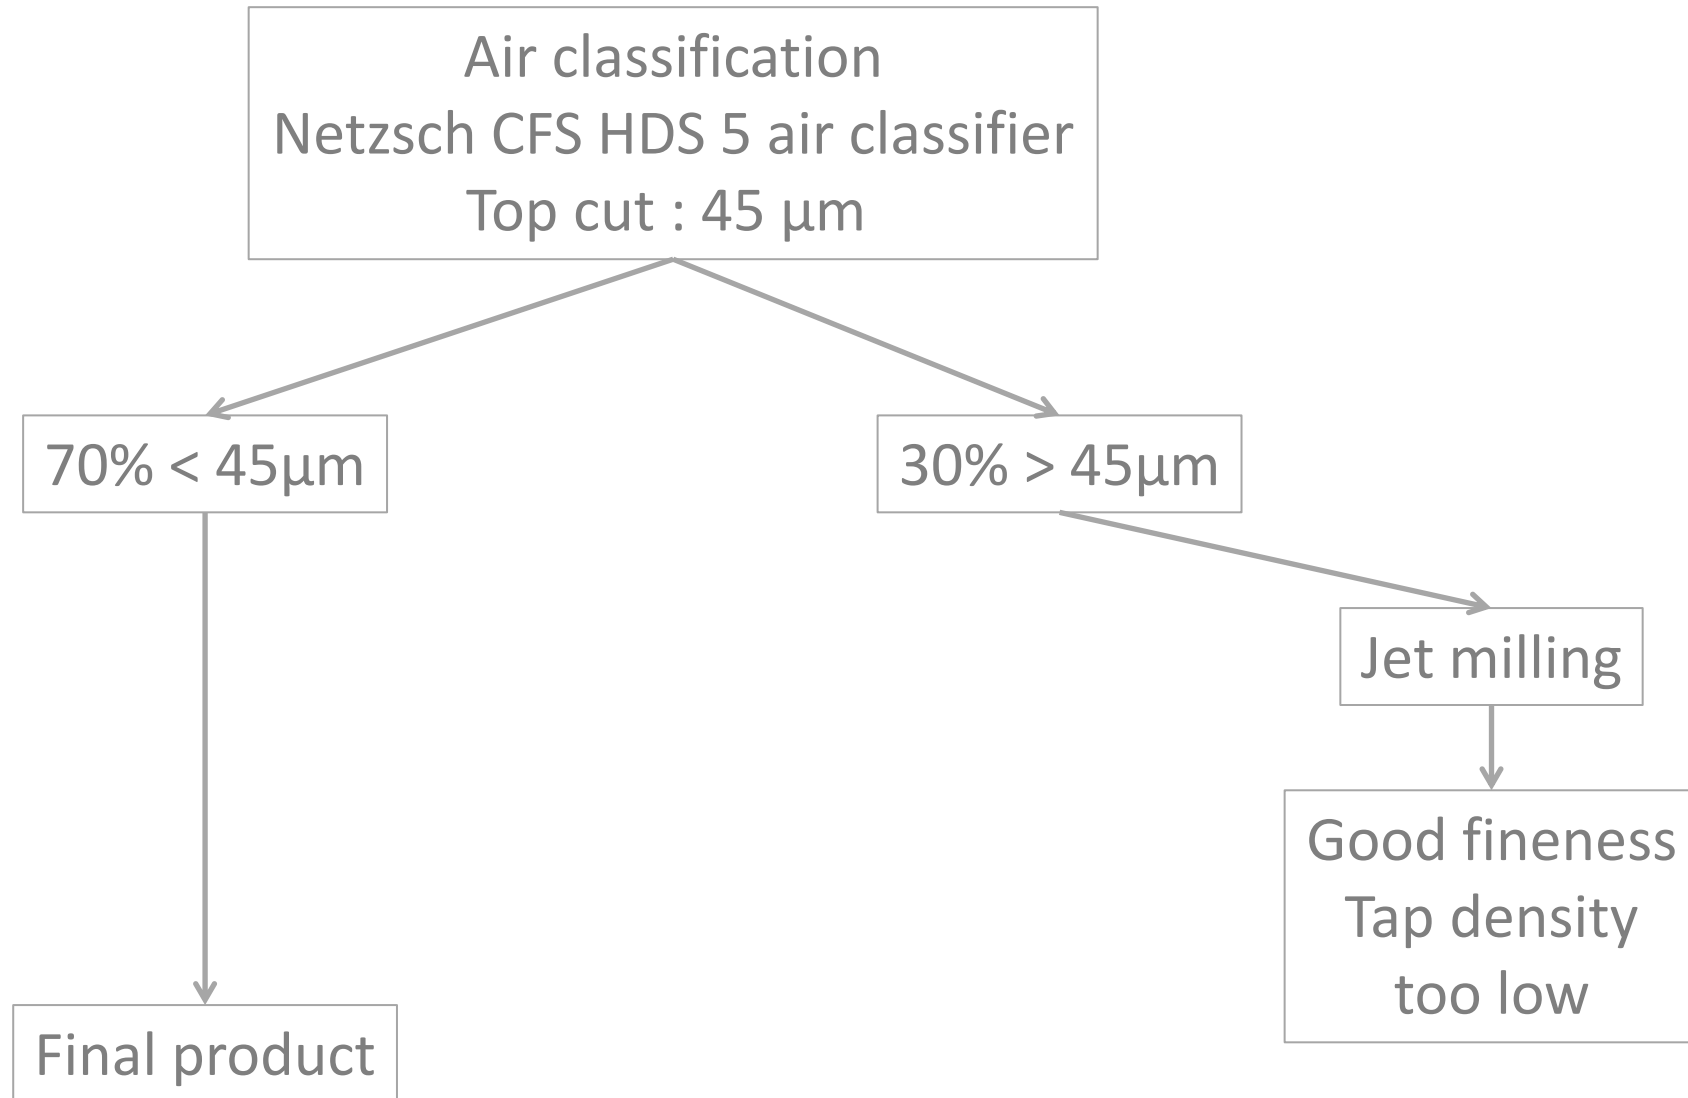 Air classification
Netzsch CFS HDS 5 air classifier
Top cut : 45 µm
70% < 45µm
30% > 45µm
Jet milling
Good fineness
Tap density
too low
Final product